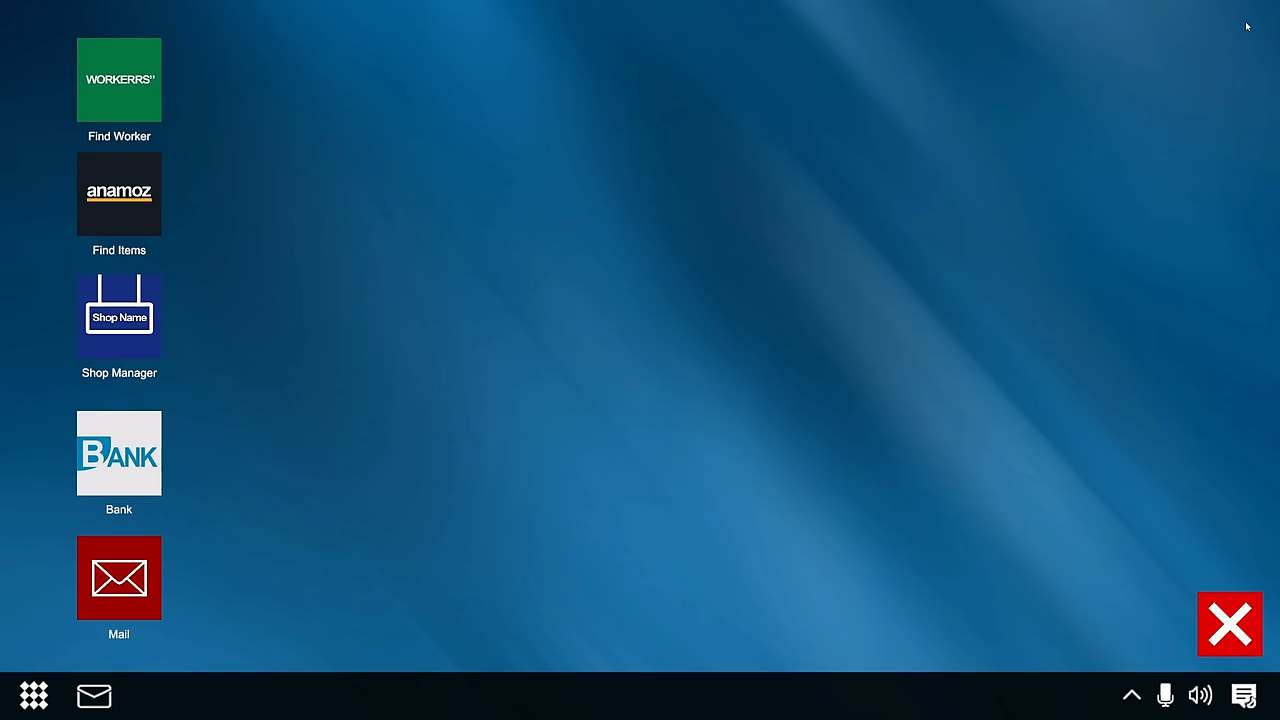 WORKERRS"
Find Worker
anamoz
Find Items
Shop Name
Shop Manager
BANK
Bank
Mail